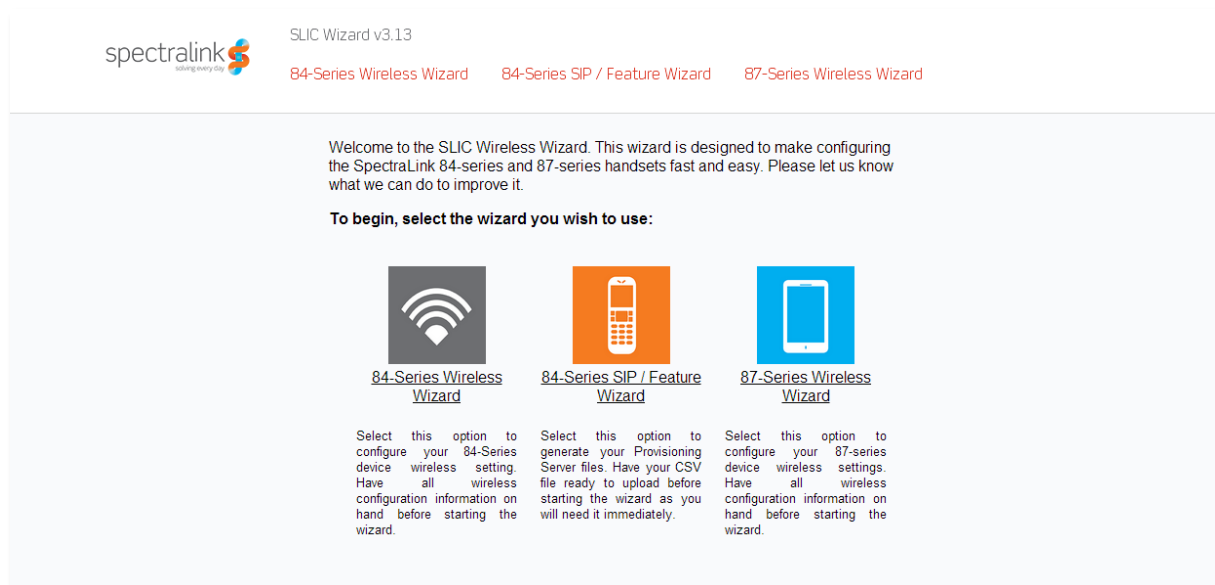 spectralink
solving every day
SLIC Wizard v3.13
84-Series Wireless Wizard 84-Series SIP / Feature Wizard 87-Series Wireless Wizard
Welcome to the SLIC Wireless Wizard. This wizard is designed to make configuring
the SpectraLink 84-series and 87-series handsets fast and easy. Please let us know
what we can do to improve it.
To begin, select the wizard you wish to use:
84-Series Wireless
Wizard
Select this option to
configure your 84-Series
device wireless setting.
Have all wireless
configuration information on
hand before starting the
wizard.
84-Series SIP / Feature
Wizard
Select this option to
generate your Provisioning
Server files. Have your CSV
file ready to upload before
starting the wizard as you
will need it immediately.
87-Series Wireless
Wizard
Select this option to
configure your 87-series
device wireless settings.
Have all wireless
configuration information on
hand before starting the
wizard.